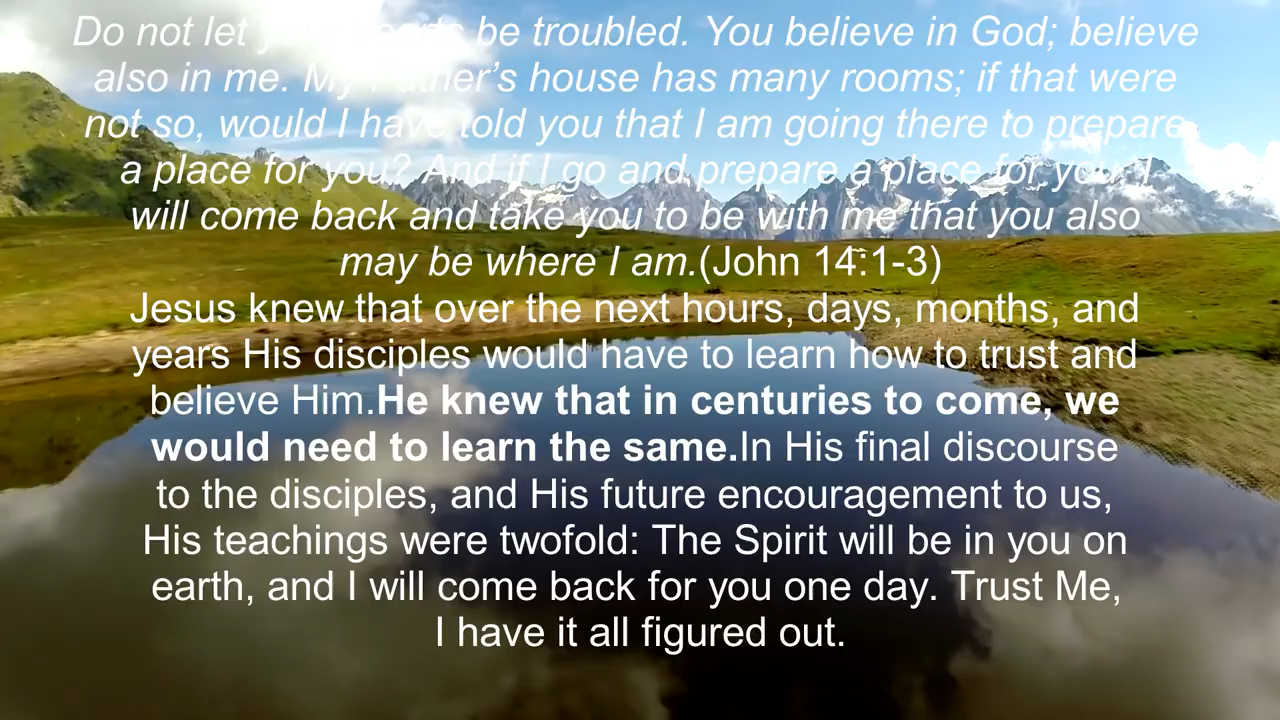 Do not let your hearts be troubled. You believe in God; believe
also in me. My Father’s house has many rooms; if that were
not so, would I have told you that I am going there to prepare
a place for you? And if I go and prepare a place for you, I
will come back and take you to be with me that you also
may be where I am.(John 14:1-3)
Jesus knew that over the next hours, days, months, and
years His disciples would have to learn how to trust and
believe Him.He knew that in centuries to come, we
would need to learn the same.In His final discourse
to the disciples, and His future encouragement to us,
His teachings were twofold: The Spirit will be in you on
earth, and I will come back for you one day. Trust Me,
I have it all figured out.